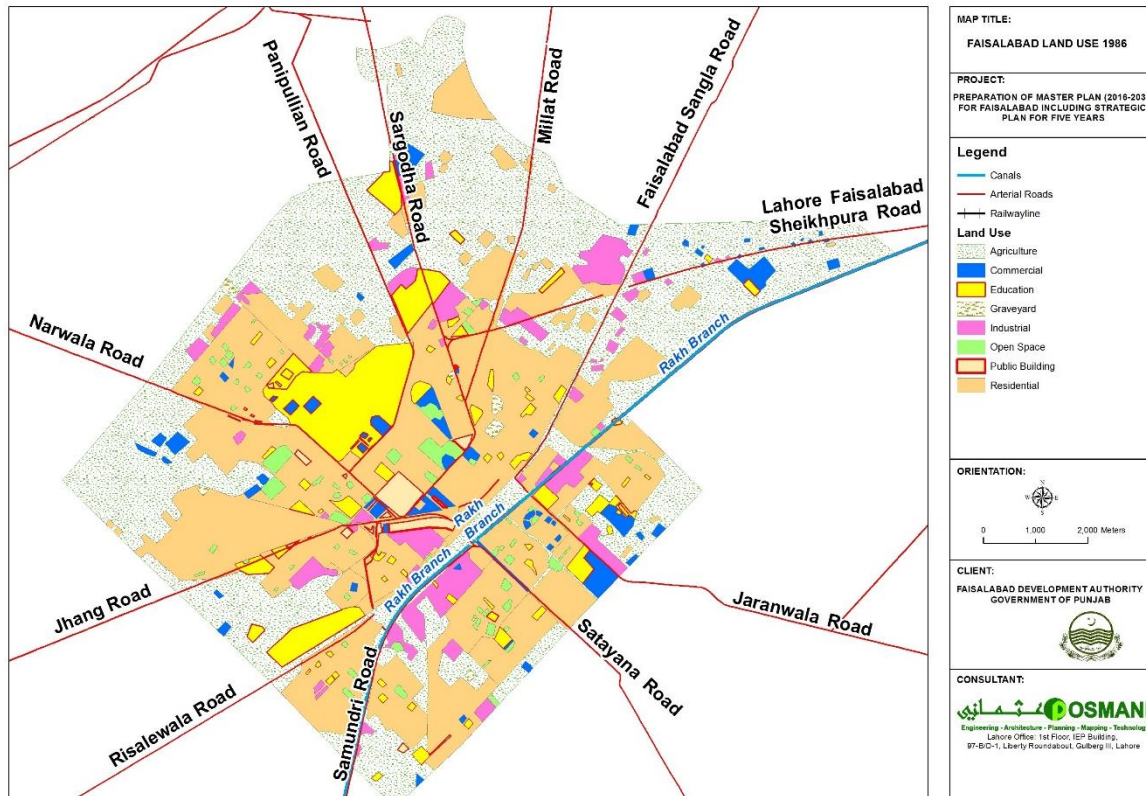 Panipullian Road
Sargodha Road
Millat Road
Faisalabad Sangla Road
Lahore Faisalabad
Sheikhpura Road
Narwala Road
Rakh Branch
Rakh
Branch
Rakh Branch
Jhang Road
Risalewala Road
Samundri Road
Satayana Road
Jaranwala Road
MAP TITLE:
FAISALABAD LAND USE 1986
PROJECT:
PREPARATION OF MASTER PLAN (2016-203
FOR FAISALABAD INCLUDING STRATEGIC
PLAN FOR FIVE YEARS
Legend
Canals
Arterial Roads
Railwayline
Land Use
Agriculture
Commercial
Education
Graveyard
Industrial
Open Space
Public Building
Residential
ORIENTATION:
N
W E
S
0 1,000 2,000 Meters
CLIENT:
FAISALABAD DEVELOPMENT AUTHORITY
GOVERNMENT OF PUNJAB
CONSULTANT:
عثمانی OSMANI
Engineering - Architecture - Planning - Mapping - Technolog
Lahore Office: 1st Floor, IEP Building,
97-B/D-1, Liberty Roundabout, Gulberg III, Lahore